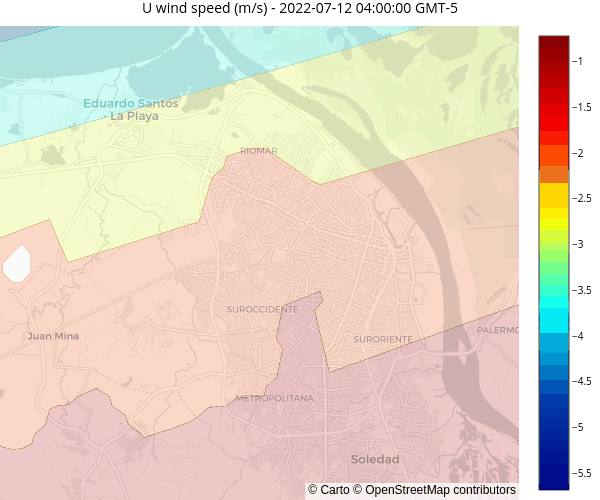 U wind speed (m/s) - 2022-07-12 04:00:00 GMT-5
Eduardo Santos
- La Playa
RIOMAR
SUROCCIDENTE
SURORIENTE
PALERMO
Juan Mina
METROPOLITANA
Soledad
© Carto © OpenStreetMap contributors
−1
−1.5
−2
−2.5
−3
−3.5
−4
−4.5
−5
−5.5